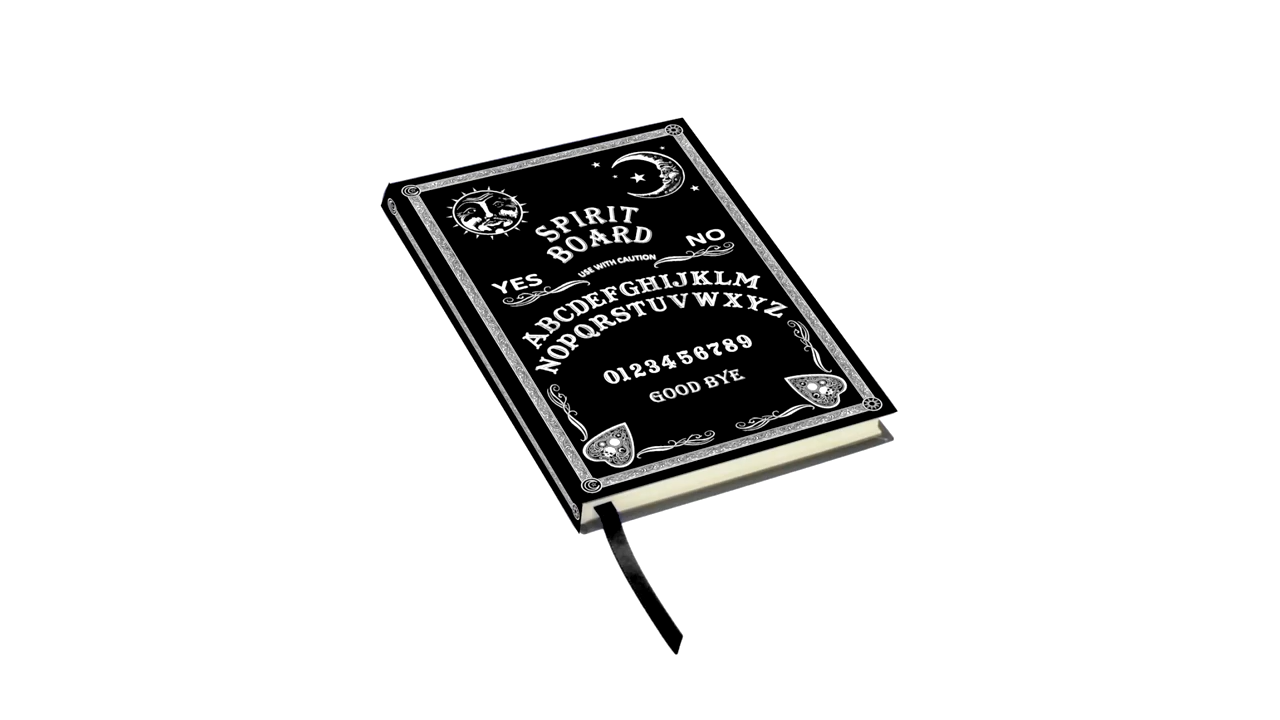 SPIRIT
BOARD
USE WITH CAUTION
YES
NO
ABCDEFGHIJKLM
NOPQRSTUVWXYZ
0123456789
GOOD BYE